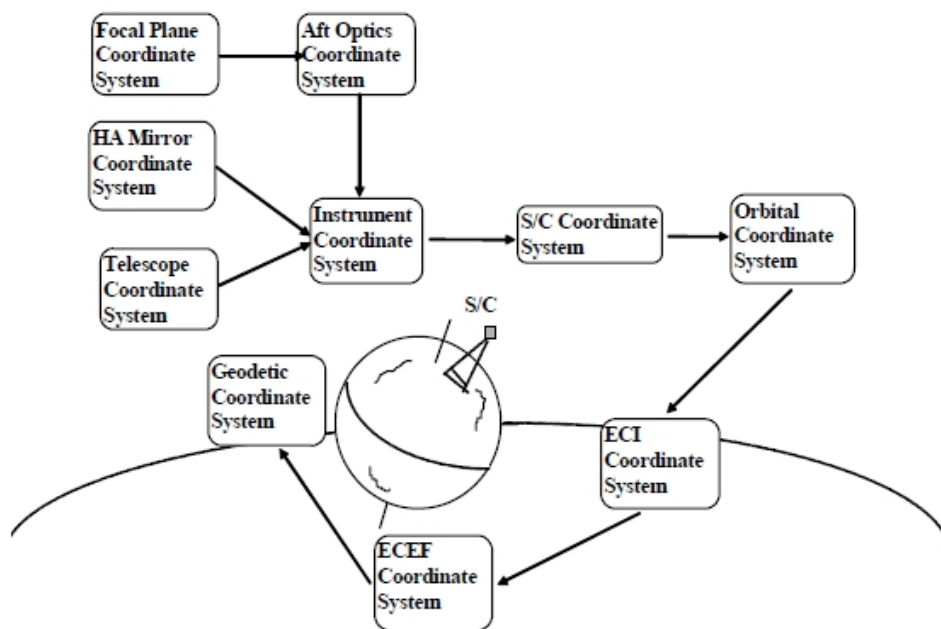 Focal Plane
Coordinate
System
Aft Optics
Coordinate
System
HA Mirror
Coordinate
System
Instrument
Coordinate
System
S/C Coordinate
System
Orbital
Coordinate
System
Telescope
Coordinate
System
S/C
Geodetic
Coordinate
System
ECI
Coordinate
System
ECEF
Coordinate
System